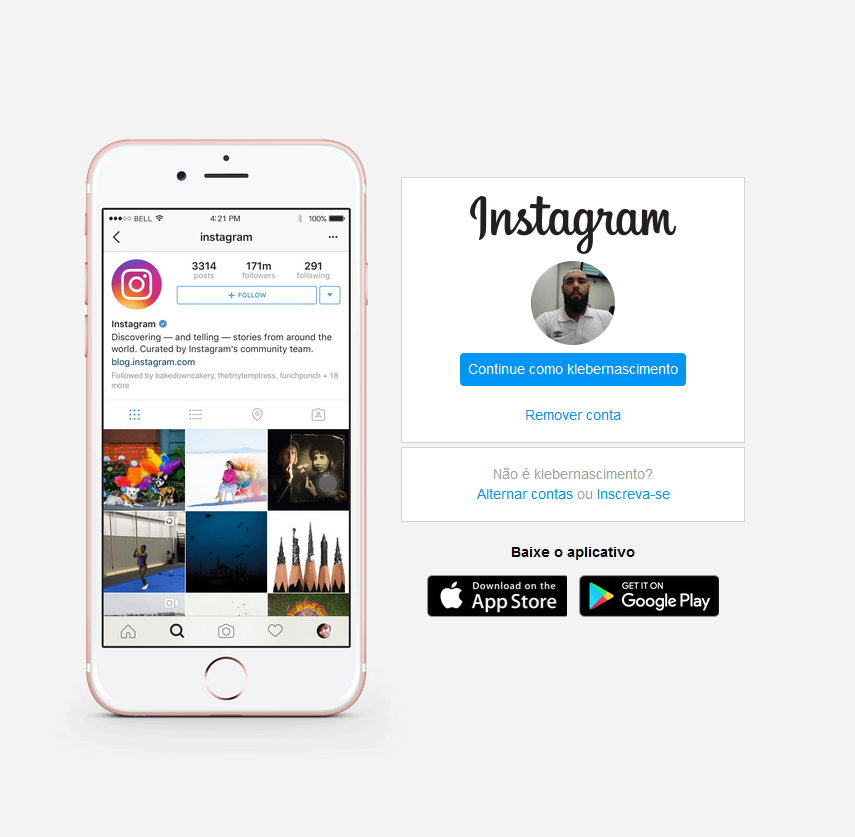 ●●●○○ BELL
4:21 PM
100%
instagram
3314
171m
291
posts
followers
following
+ FOLLOW
Instagram
Discovering — and telling — stories from around the
world. Curated by Instagram's community team.
blog.instagram.com
Followed by bakedowncakery, thetinytemptress, funchpunch + 18
more
Instagram
Continue como klebernascimento
Remover conta
Não é klebernascimento?
Alternar contas ou Inscreva-se
Baixe o aplicativo
Download on the
App Store
GET IT ON
Google Play